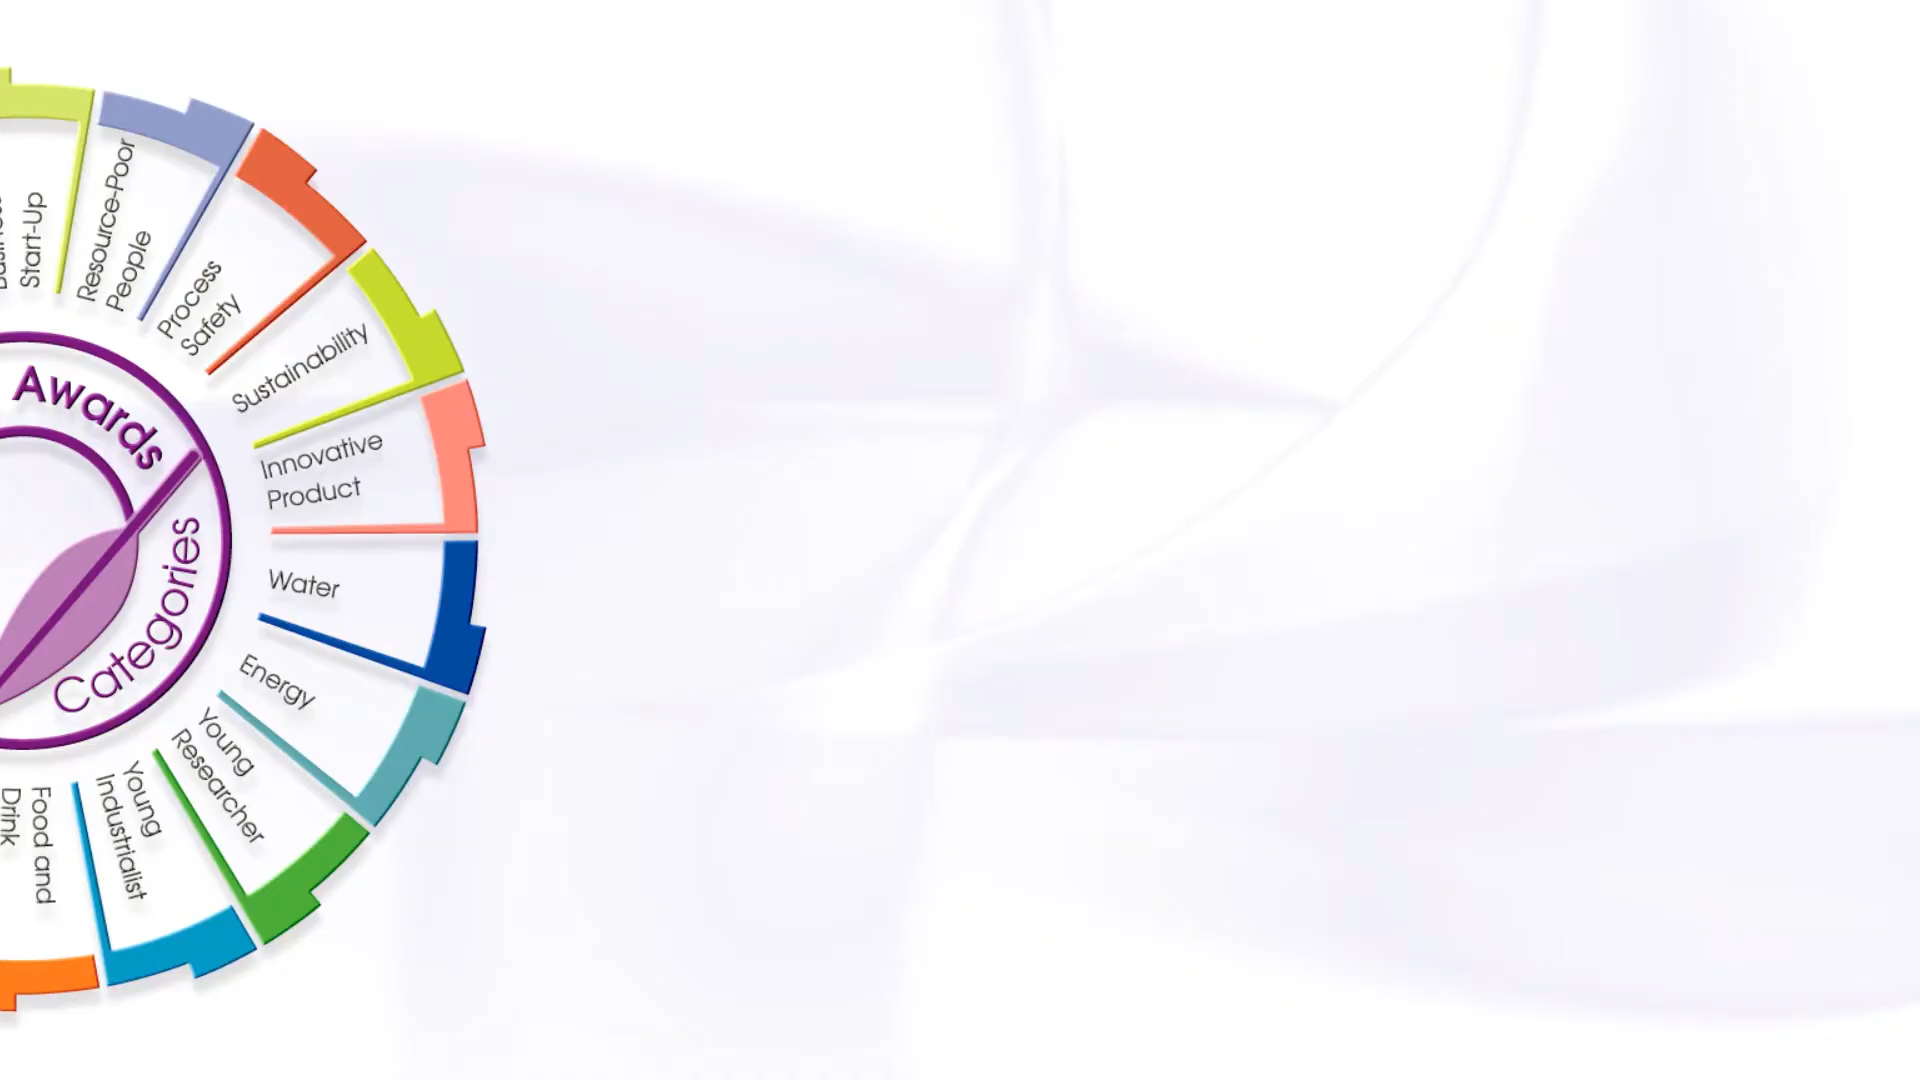 Start-Up
Resource-Poor
People
Process
Safety
Sustainability
Innovative
Product
Water
Energy
Young
Researcher
Young
Industrialist
Food and
Drink
Awards
Categories